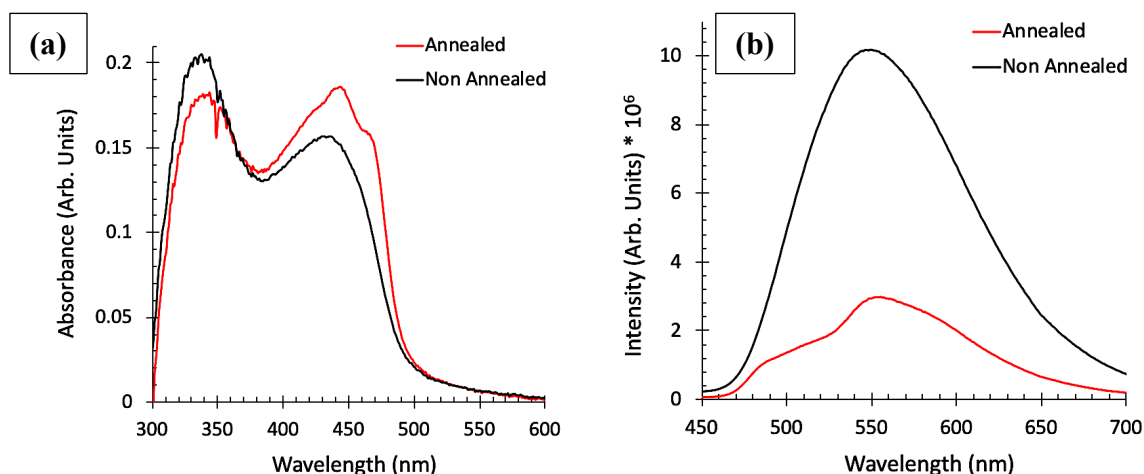 (a)
Annealed
Non Annealed
0.2
0.15
0.1
0.05
0
Absorbance (Arb. Units)
300 350 400 450 500 550 600
Wavelength (nm)
(b)
Annealed
Non Annealed
10
8
6
4
2
0
Intensity (Arb. Units) * 10⁶
450 500 550 600 650 700
Wavelength (nm)